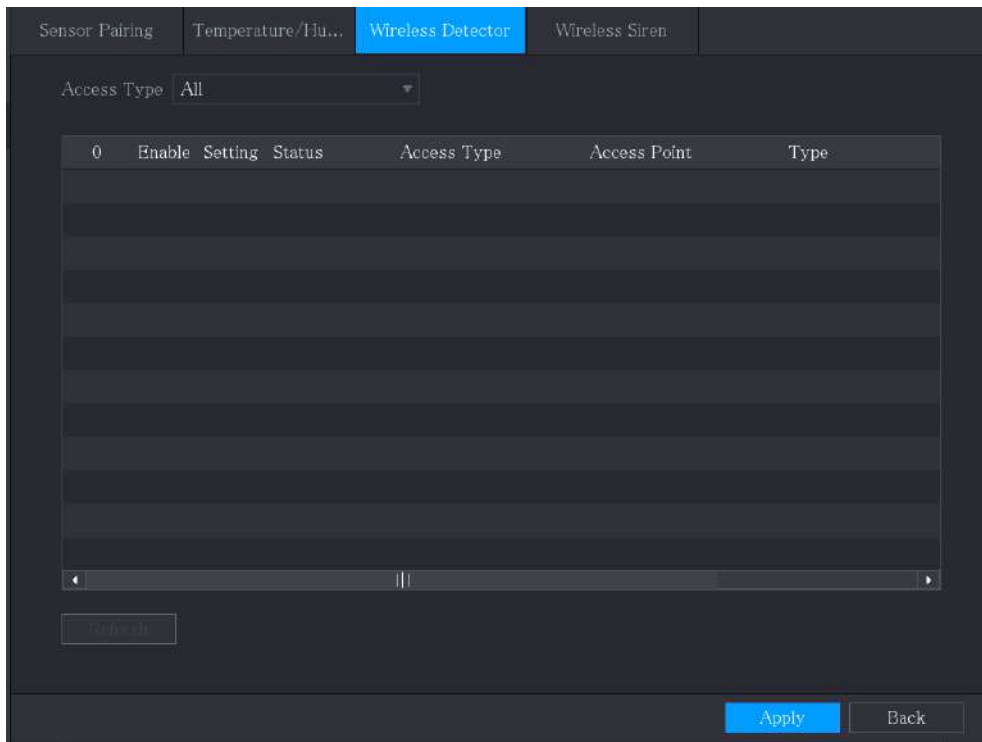 Sensor Pairing Temperature/Hu... Wireless Detector Wireless Siren
Access Type All
0 Enable Setting Status Access Type Access Point Type
Refresh
Apply Back